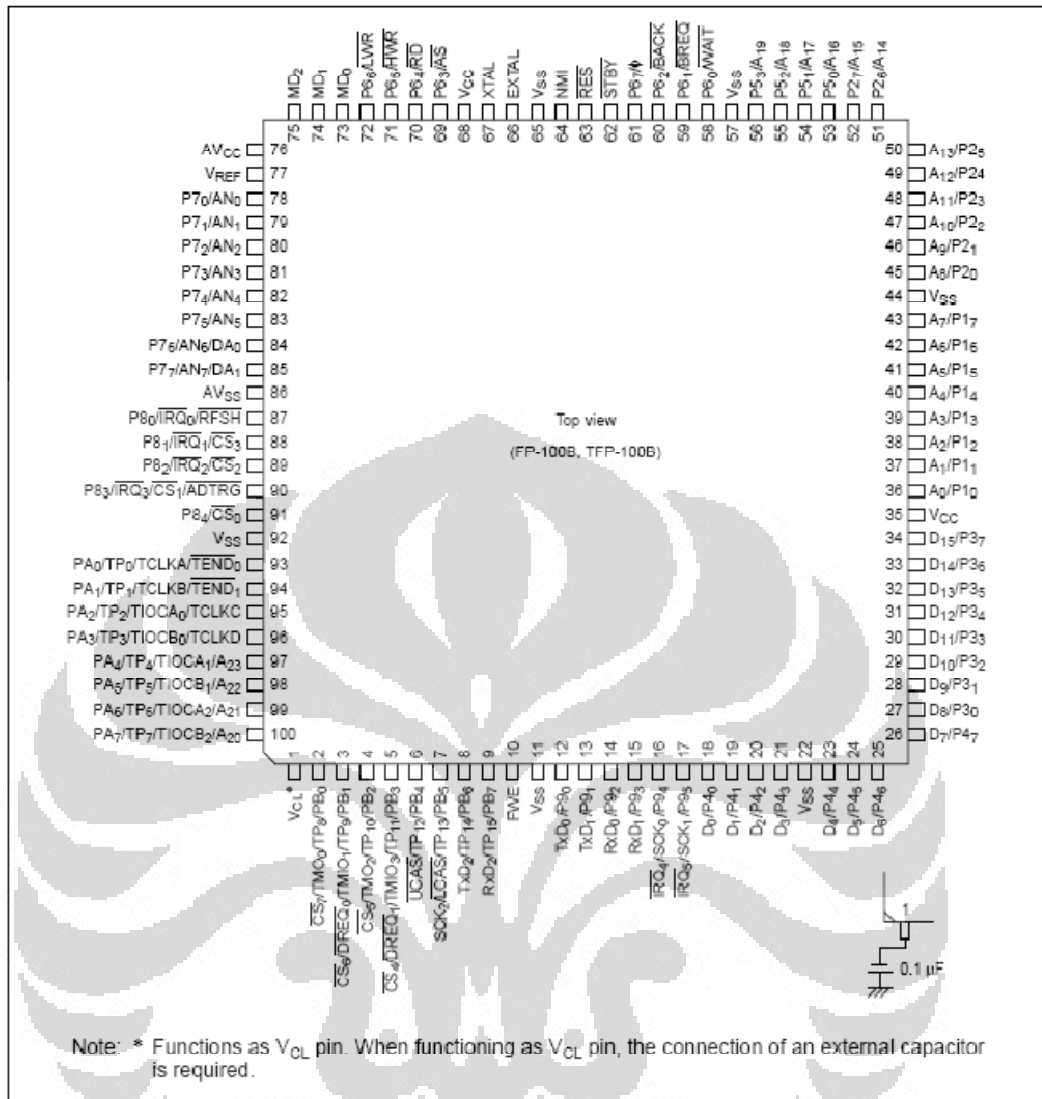 MD2
MD1
MD0
P66/LWR
P65/HWR
P64/RD
P63/AS
VCC
XTAL
EXTAL
VSS
NMI
RES
STBY
P67/ϕ
P62/BACK
P61/BREQ
P60/WAIT
VSS
P53/A19
P52/A18
P51/A17
P50/A16
P27/A15
P26/A14
75 74 73 72 71 70 69 68 67 66 65 64 63 62 61 60 59 58 57 56 55 54 53 52 51
AVCC 76
VREF 77
P70/AN0 78
P71/AN1 79
P72/AN2 80
P73/AN3 81
P74/AN4 82
P75/AN5 83
P76/AN6/DA0 84
P77/AN7/DA1 85
AVSS 86
P80/IRQ0/RFSH 87
P81/IRQ1/CS3 88
P82/IRQ2/CS2 89
P83/IRQ3/CS1/ADTRG 90
P84/CS0 91
VSS 92
PA0/TP0/TCLKA/TEND0 93
PA1/TP1/TCLKB/TEND1 94
PA2/TP2/TIOCA0/TCLKC 95
PA3/TP3/TIOCB0/TCLKD 96
PA4/TP4/TIOCA1/A23 97
PA5/TP5/TIOCB1/A22 98
PA6/TP6/TIOCA2/A21 99
PA7/TP7/TIOCB2/A20 100
Top view
(FP-100B, TFP-100B)
50 A13/P25
49 A12/P24
48 A11/P23
47 A10/P22
46 A9/P21
45 A8/P20
44 VSS
43 A7/P17
42 A6/P16
41 A5/P15
40 A4/P14
39 A3/P13
38 A2/P12
37 A1/P11
36 A0/P10
35 VCC
34 D15/P37
33 D14/P36
32 D13/P35
31 D12/P34
30 D11/P33
29 D10/P32
28 D9/P31
27 D8/P30
26 D7/P47
1 2 3 4 5 6 7 8 9 10 11 12 13 14 15 16 17 18 19 20 21 22 23 24 25
VCL*
CS7/TMO0/TP8/PB0
CS6/DREQ0/TMIO1/TP9/PB1
CS5/TMO2/TP10/PB2
CS4/DREQ1/TMIO3/TP11/PB3
UCAS/TP12/PB4
SCK2/LCAS/TP13/PB5
TxD2/TP14/PB6
RxD2/TP15/PB7
FWE
VSS
TxD0/P90
TxD1/P91
RxD0/P92
RxD1/P93
IRQ4/SCK0/P94
IRQ5/SCK1/P95
D0/P40
D1/P41
D2/P42
D3/P43
VSS
D4/P44
D5/P45
D6/P46
1
0.1 μF
Note: * Functions as VCL pin. When functioning as VCL pin, the connection of an external capacitor
is required.